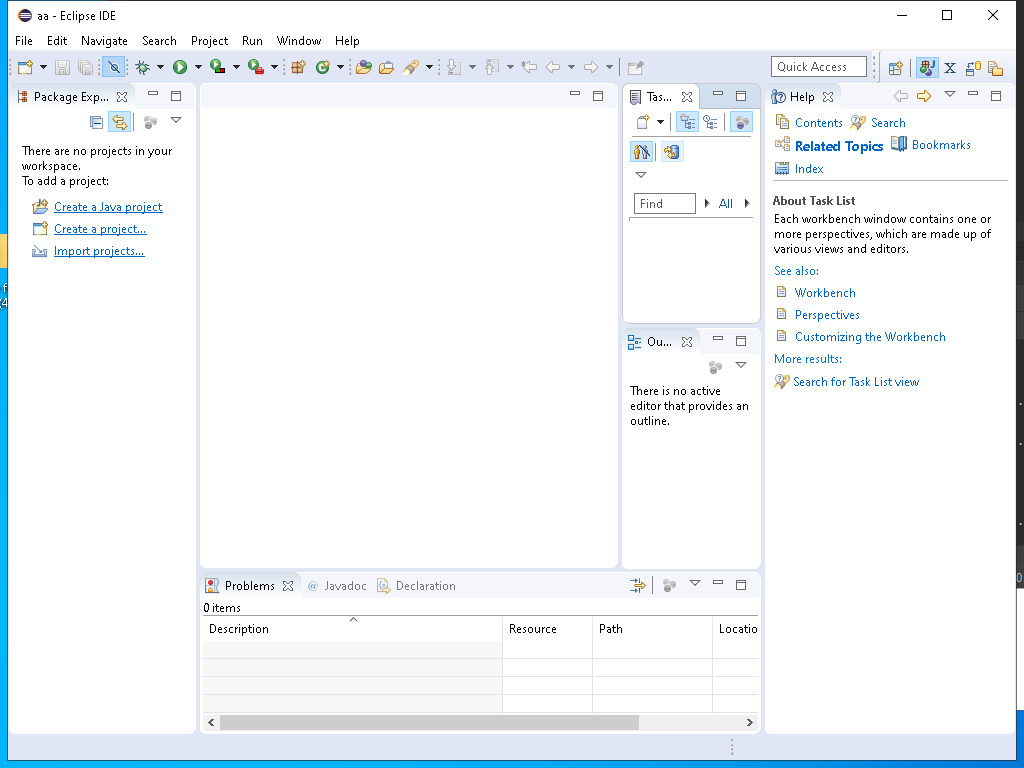 aa - Eclipse IDE
File Edit Navigate Search Project Run Window Help
Quick Access
X
Package Exp...
There are no projects in your
workspace.
To add a project:
Create a Java project
Create a project...
Import projects...
Tas...
Find
All
Ou...
There is no active
editor that provides an
outline.
Help
Contents Search
Related Topics Bookmarks
Index
About Task List
Each workbench window contains one or
more perspectives, which are made up of
various views and editors.
See also:
Workbench
Perspectives
Customizing the Workbench
More results:
Search for Task List view
Problems @ Javadoc Declaration
0 items
Description Resource Path Locatio